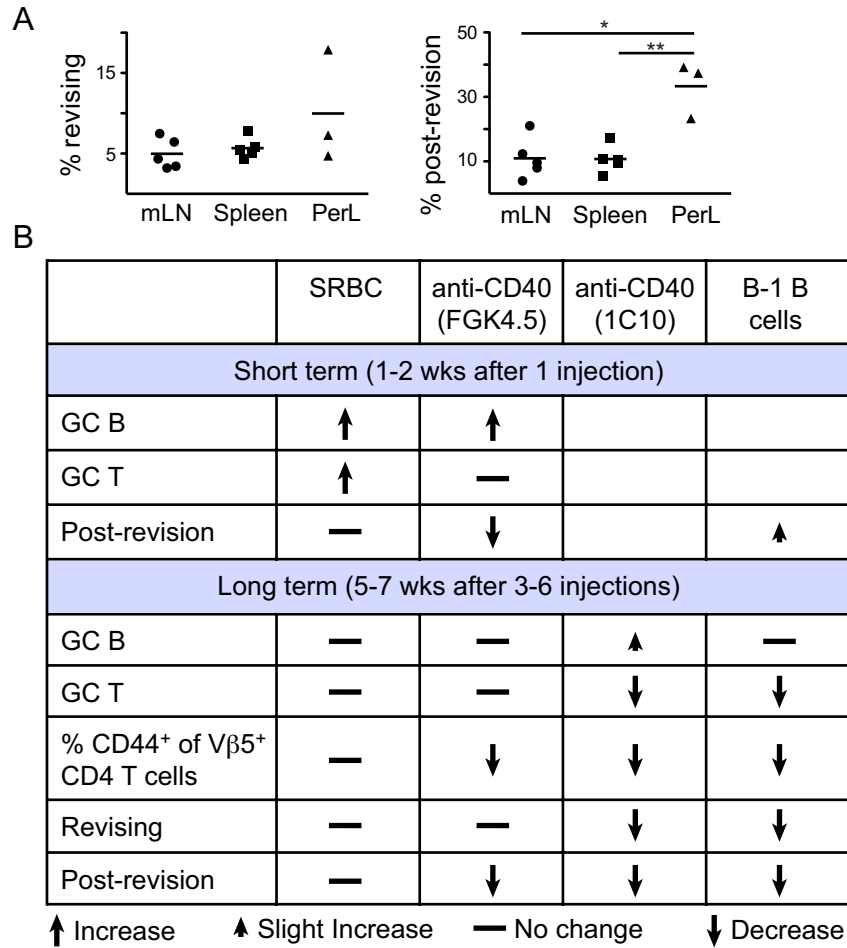 A
% revising
15
5
mLN Spleen PerL
% post-revision
50
30
10
*
**
mLN Spleen PerL
B
SRBC
anti-CD40
(FGK4.5)
anti-CD40
(1C10)
B-1 B
cells
Short term (1-2 wks after 1 injection)
GC B
GC T
Post-revision
Long term (5-7 wks after 3-6 injections)
GC B
GC T
% CD44⁺ of Vβ5⁺
CD4 T cells
Revising
Post-revision
Increase Slight Increase No change Decrease